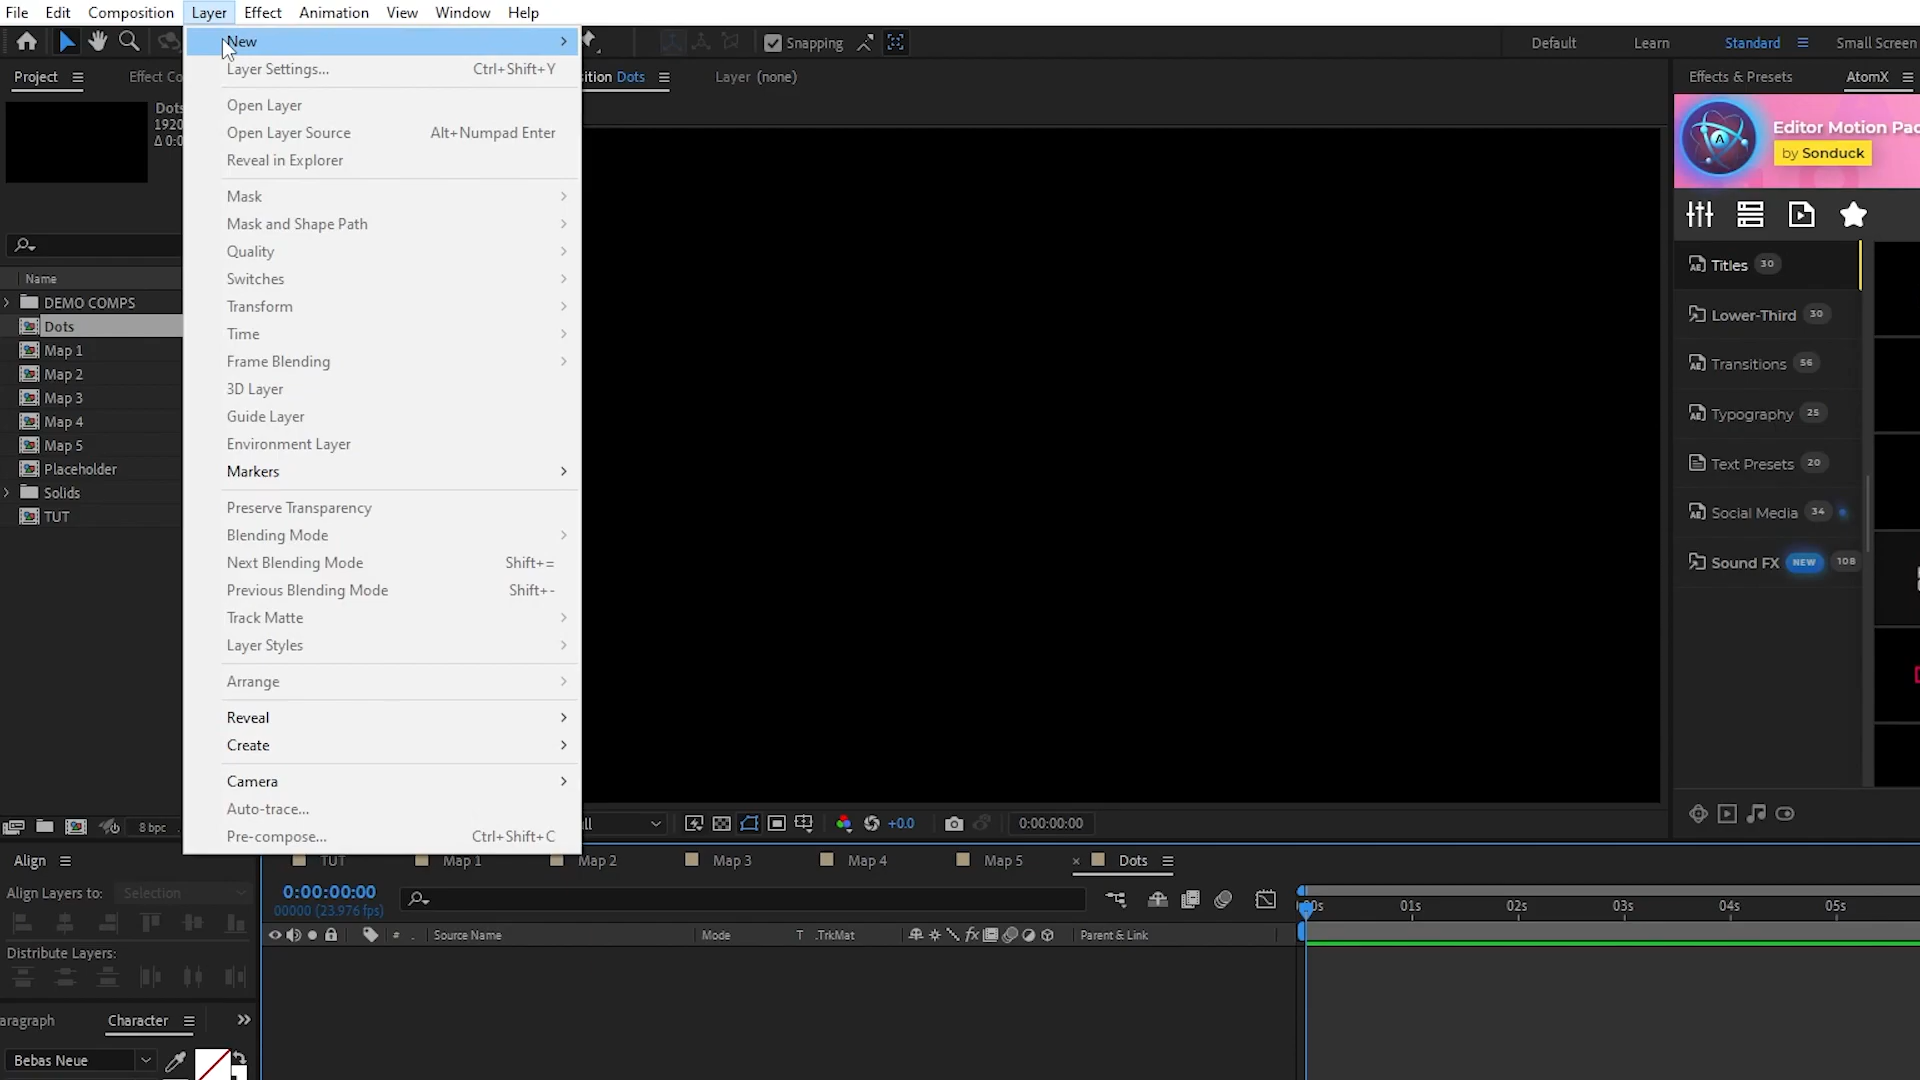 File Edit Composition Layer Effect Animation View Window Help
Snapping Default Learn Standard Small Screen
Project Effect Co ition Dots Layer (none) Effects & Presets AtomX
Dots
1920
Δ 0:0
Name
DEMO COMPS
Dots
Map 1
Map 2
Map 3
Map 4
Map 5
Placeholder
Solids
TUT
8 bpc
New
Layer Settings... Ctrl+Shift+Y
Open Layer
Open Layer Source Alt+Numpad Enter
Reveal in Explorer
Mask
Mask and Shape Path
Quality
Switches
Transform
Time
Frame Blending
3D Layer
Guide Layer
Environment Layer
Markers
Preserve Transparency
Blending Mode
Next Blending Mode Shift+=
Previous Blending Mode Shift+-
Track Matte
Layer Styles
Arrange
Reveal
Create
Camera
Auto-trace...
Pre-compose... Ctrl+Shift+C
Editor Motion Pac
by Sonduck
Titles 30
Lower-Third 30
Transitions 56
Typography 25
Text Presets 20
Social Media 34
Sound FX NEW 108
ll +0.0 0:00:00:00
TUT Map 1 Map 2 Map 3 Map 4 Map 5 × Dots
Align
Align Layers to: Selection
Distribute Layers:
aragraph Character
Bebas Neue
0:00:00:00
00000 (23.976 fps)
# Source Name Mode T .TrkMat fx Parent & Link
00s 01s 02s 03s 04s 05s